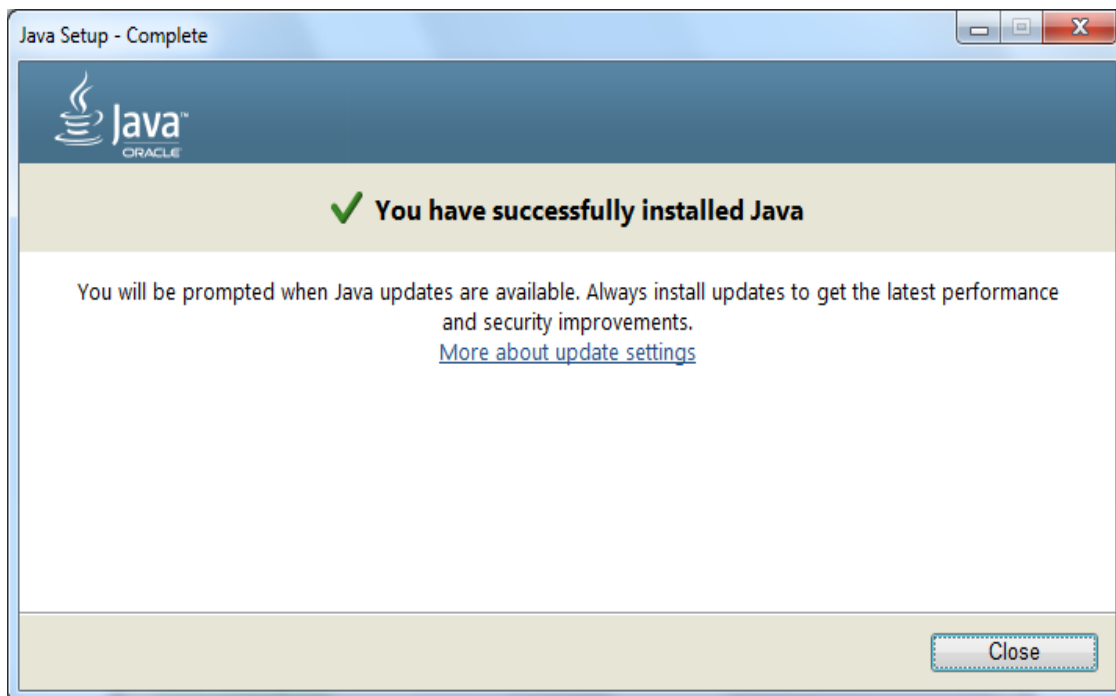 Java Setup - Complete
Java™
ORACLE
You have successfully installed Java
You will be prompted when Java updates are available. Always install updates to get the latest performance
and security improvements.
More about update settings
Close